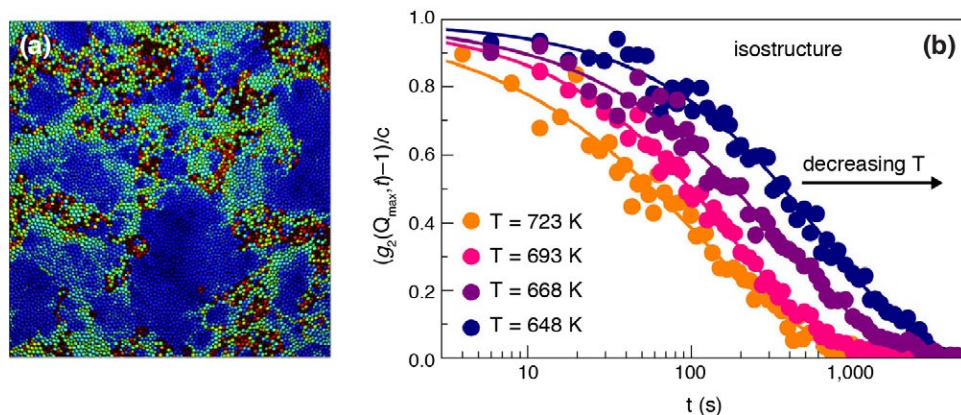 (a)
(b)
isostructure
decreasing T
T = 723 K
T = 693 K
T = 668 K
T = 648 K
(g₂(Qₘₐₓ,t)−1)/c
1.0
0.8
0.6
0.4
0.2
0.0
10
100
1,000
t (s)